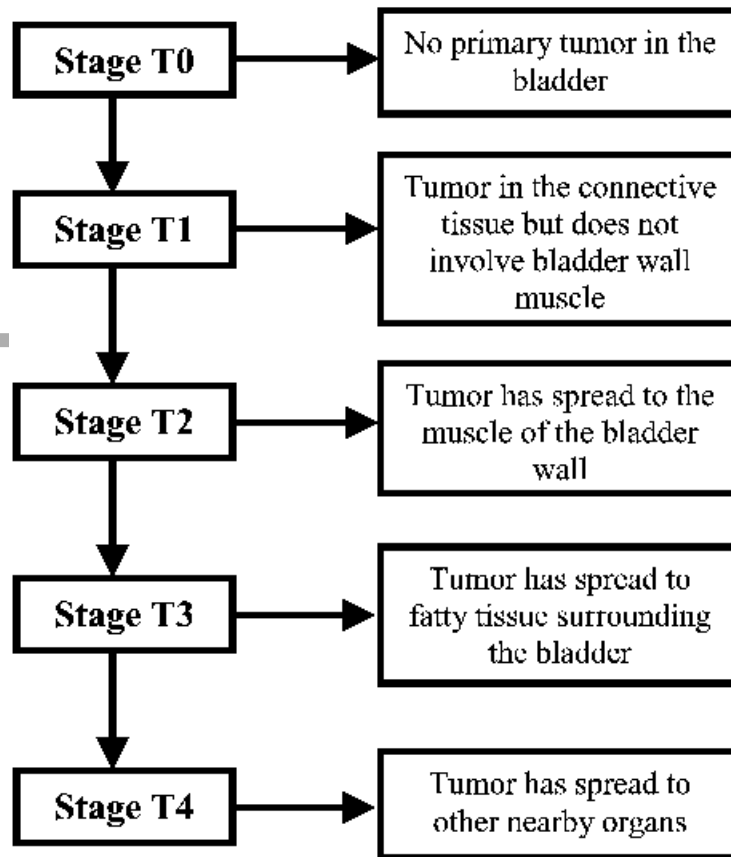 Stage T0
No primary tumor in the
bladder
Stage T1
Tumor in the connective
tissue but does not
involve bladder wall
muscle
Stage T2
Tumor has spread to the
muscle of the bladder
wall
Stage T3
Tumor has spread to
fatty tissue surrounding
the bladder
Stage T4
Tumor has spread to
other nearby organs